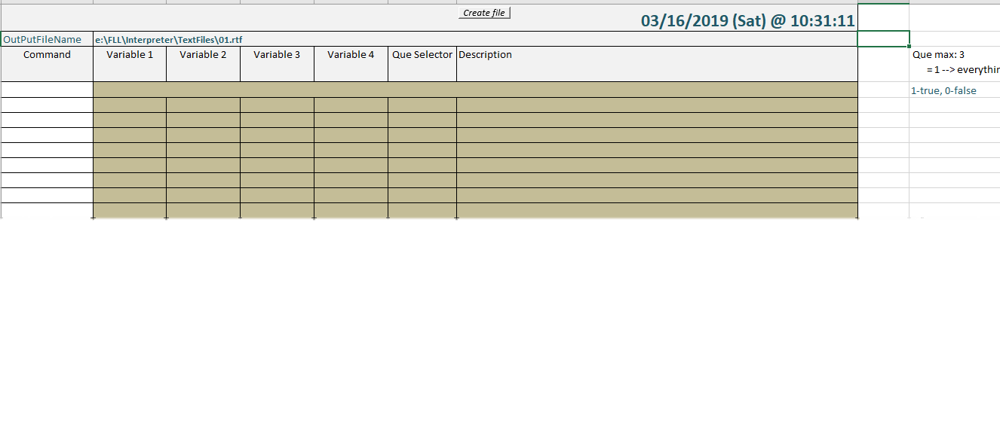 Create file
03/16/2019 (Sat) @ 10:31:11
OutPutFileName e:\FLL\Interpreter\TextFiles\01.rtf
Command Variable 1 Variable 2 Variable 3 Variable 4 Que Selector Description Que max: 3
= 1 --> everythin
1-true, 0-false